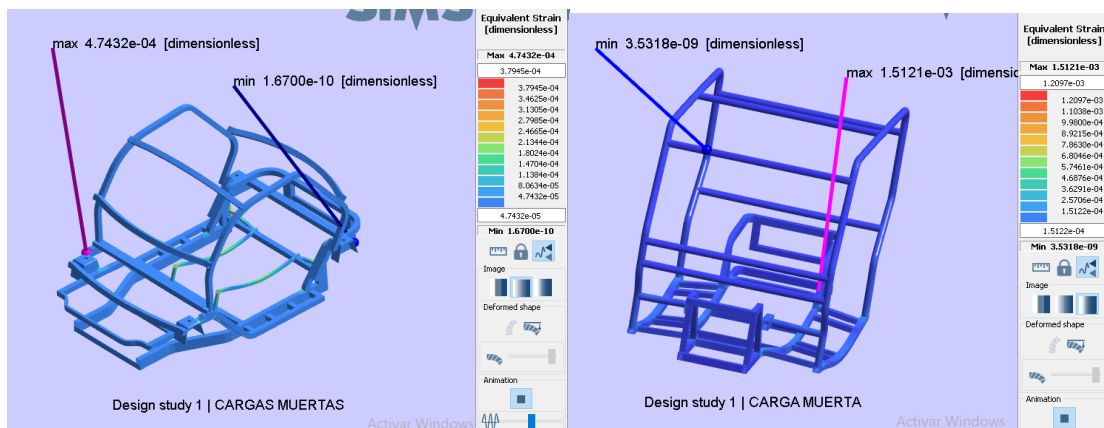 SIMS
max 4.7432e-04 [dimensionless]
min 1.6700e-10 [dimensionless]
Design study 1 | CARGAS MUERTAS
Activar Windows
Equivalent Strain
[dimensionless]
Max 4.7432e-04
3.7945e-04
3.7945e-04
3.4625e-04
3.1305e-04
2.7985e-04
2.4665e-04
2.1344e-04
1.8024e-04
1.4704e-04
1.1384e-04
8.0634e-05
4.7432e-05
4.7432e-05
Min 1.6700e-10
Image
Deformed shape
Animation
min 3.5318e-09 [dimensionless]
max 1.5121e-03 [dimensic
Design study 1 | CARGA MUERTA
Activar Windows
Equivalent Strain
[dimensionless]
Max 1.5121e-03
1.2097e-03
1.2097e-03
1.1038e-03
9.9800e-04
8.9215e-04
7.8630e-04
6.8046e-04
5.7461e-04
4.6876e-04
3.6291e-04
2.5706e-04
1.5122e-04
1.5122e-04
Min 3.5318e-09
Image
Deformed shape
Animation